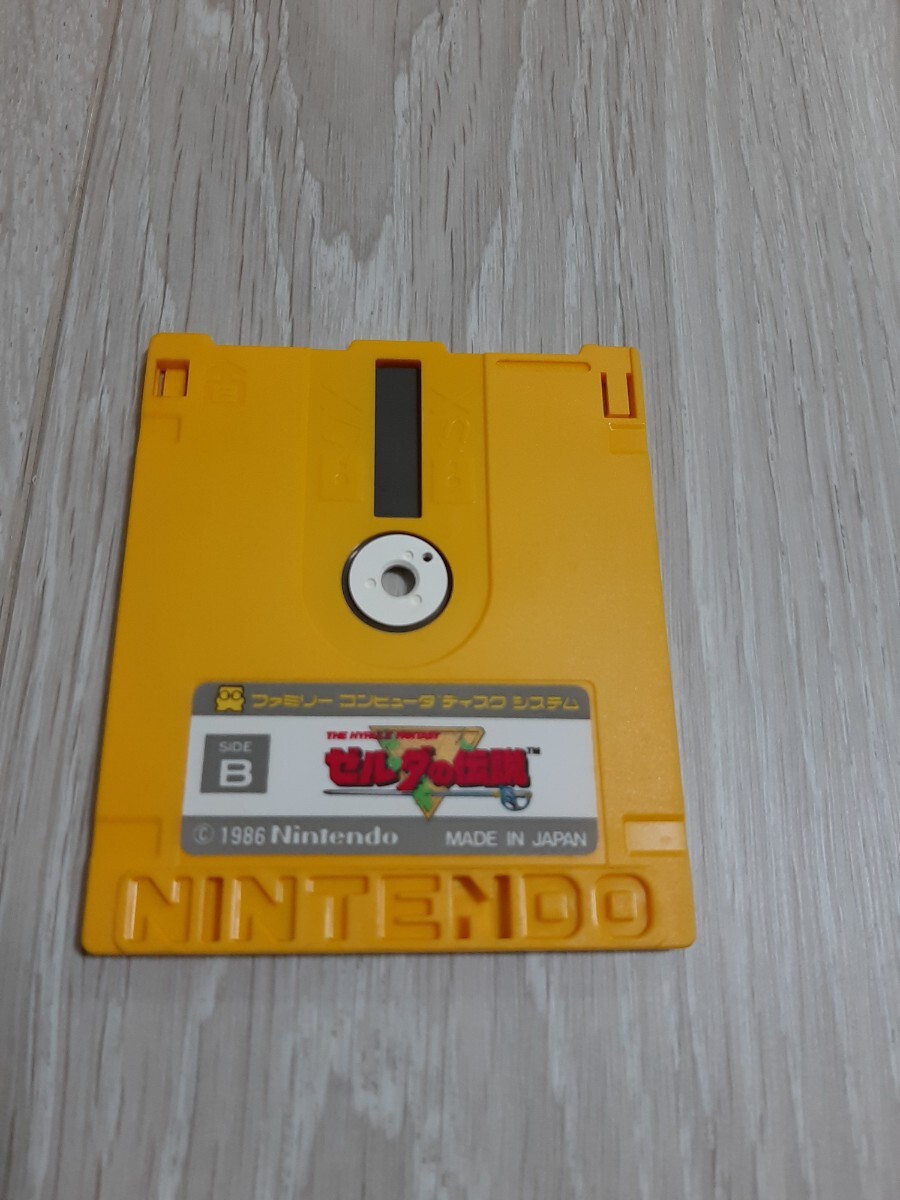 ファミリー コンピュータ ディスク システム
SIDE
B
THE HYRULE FANTASY
ゼルダの伝説™
© 1986 Nintendo MADE IN JAPAN
NINTENDO